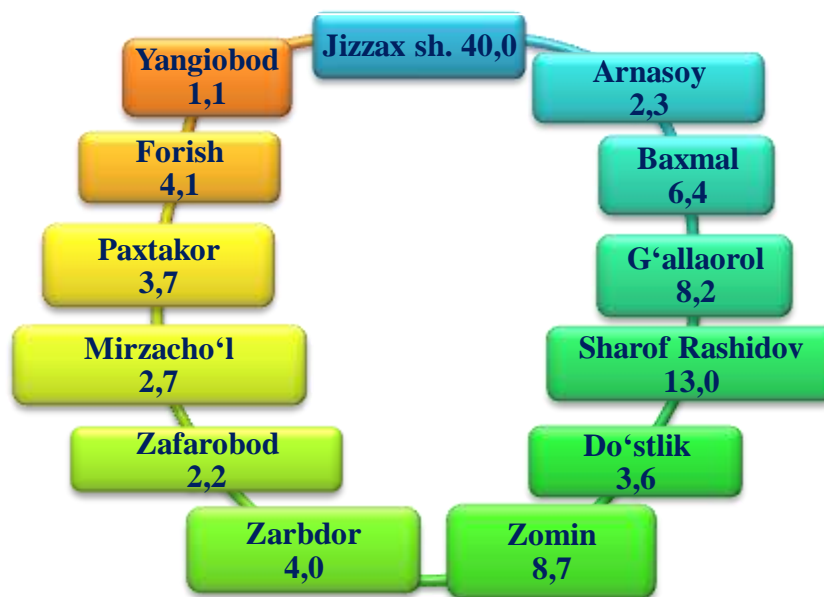 Jizzax sh. 40,0
Arnasoy
2,3
Baxmal
6,4
G‘allaorol
8,2
Sharof Rashidov
13,0
Do‘stlik
3,6
Zomin
8,7
Zarbdor
4,0
Zafarobod
2,2
Mirzacho‘l
2,7
Paxtakor
3,7
Forish
4,1
Yangiobod
1,1